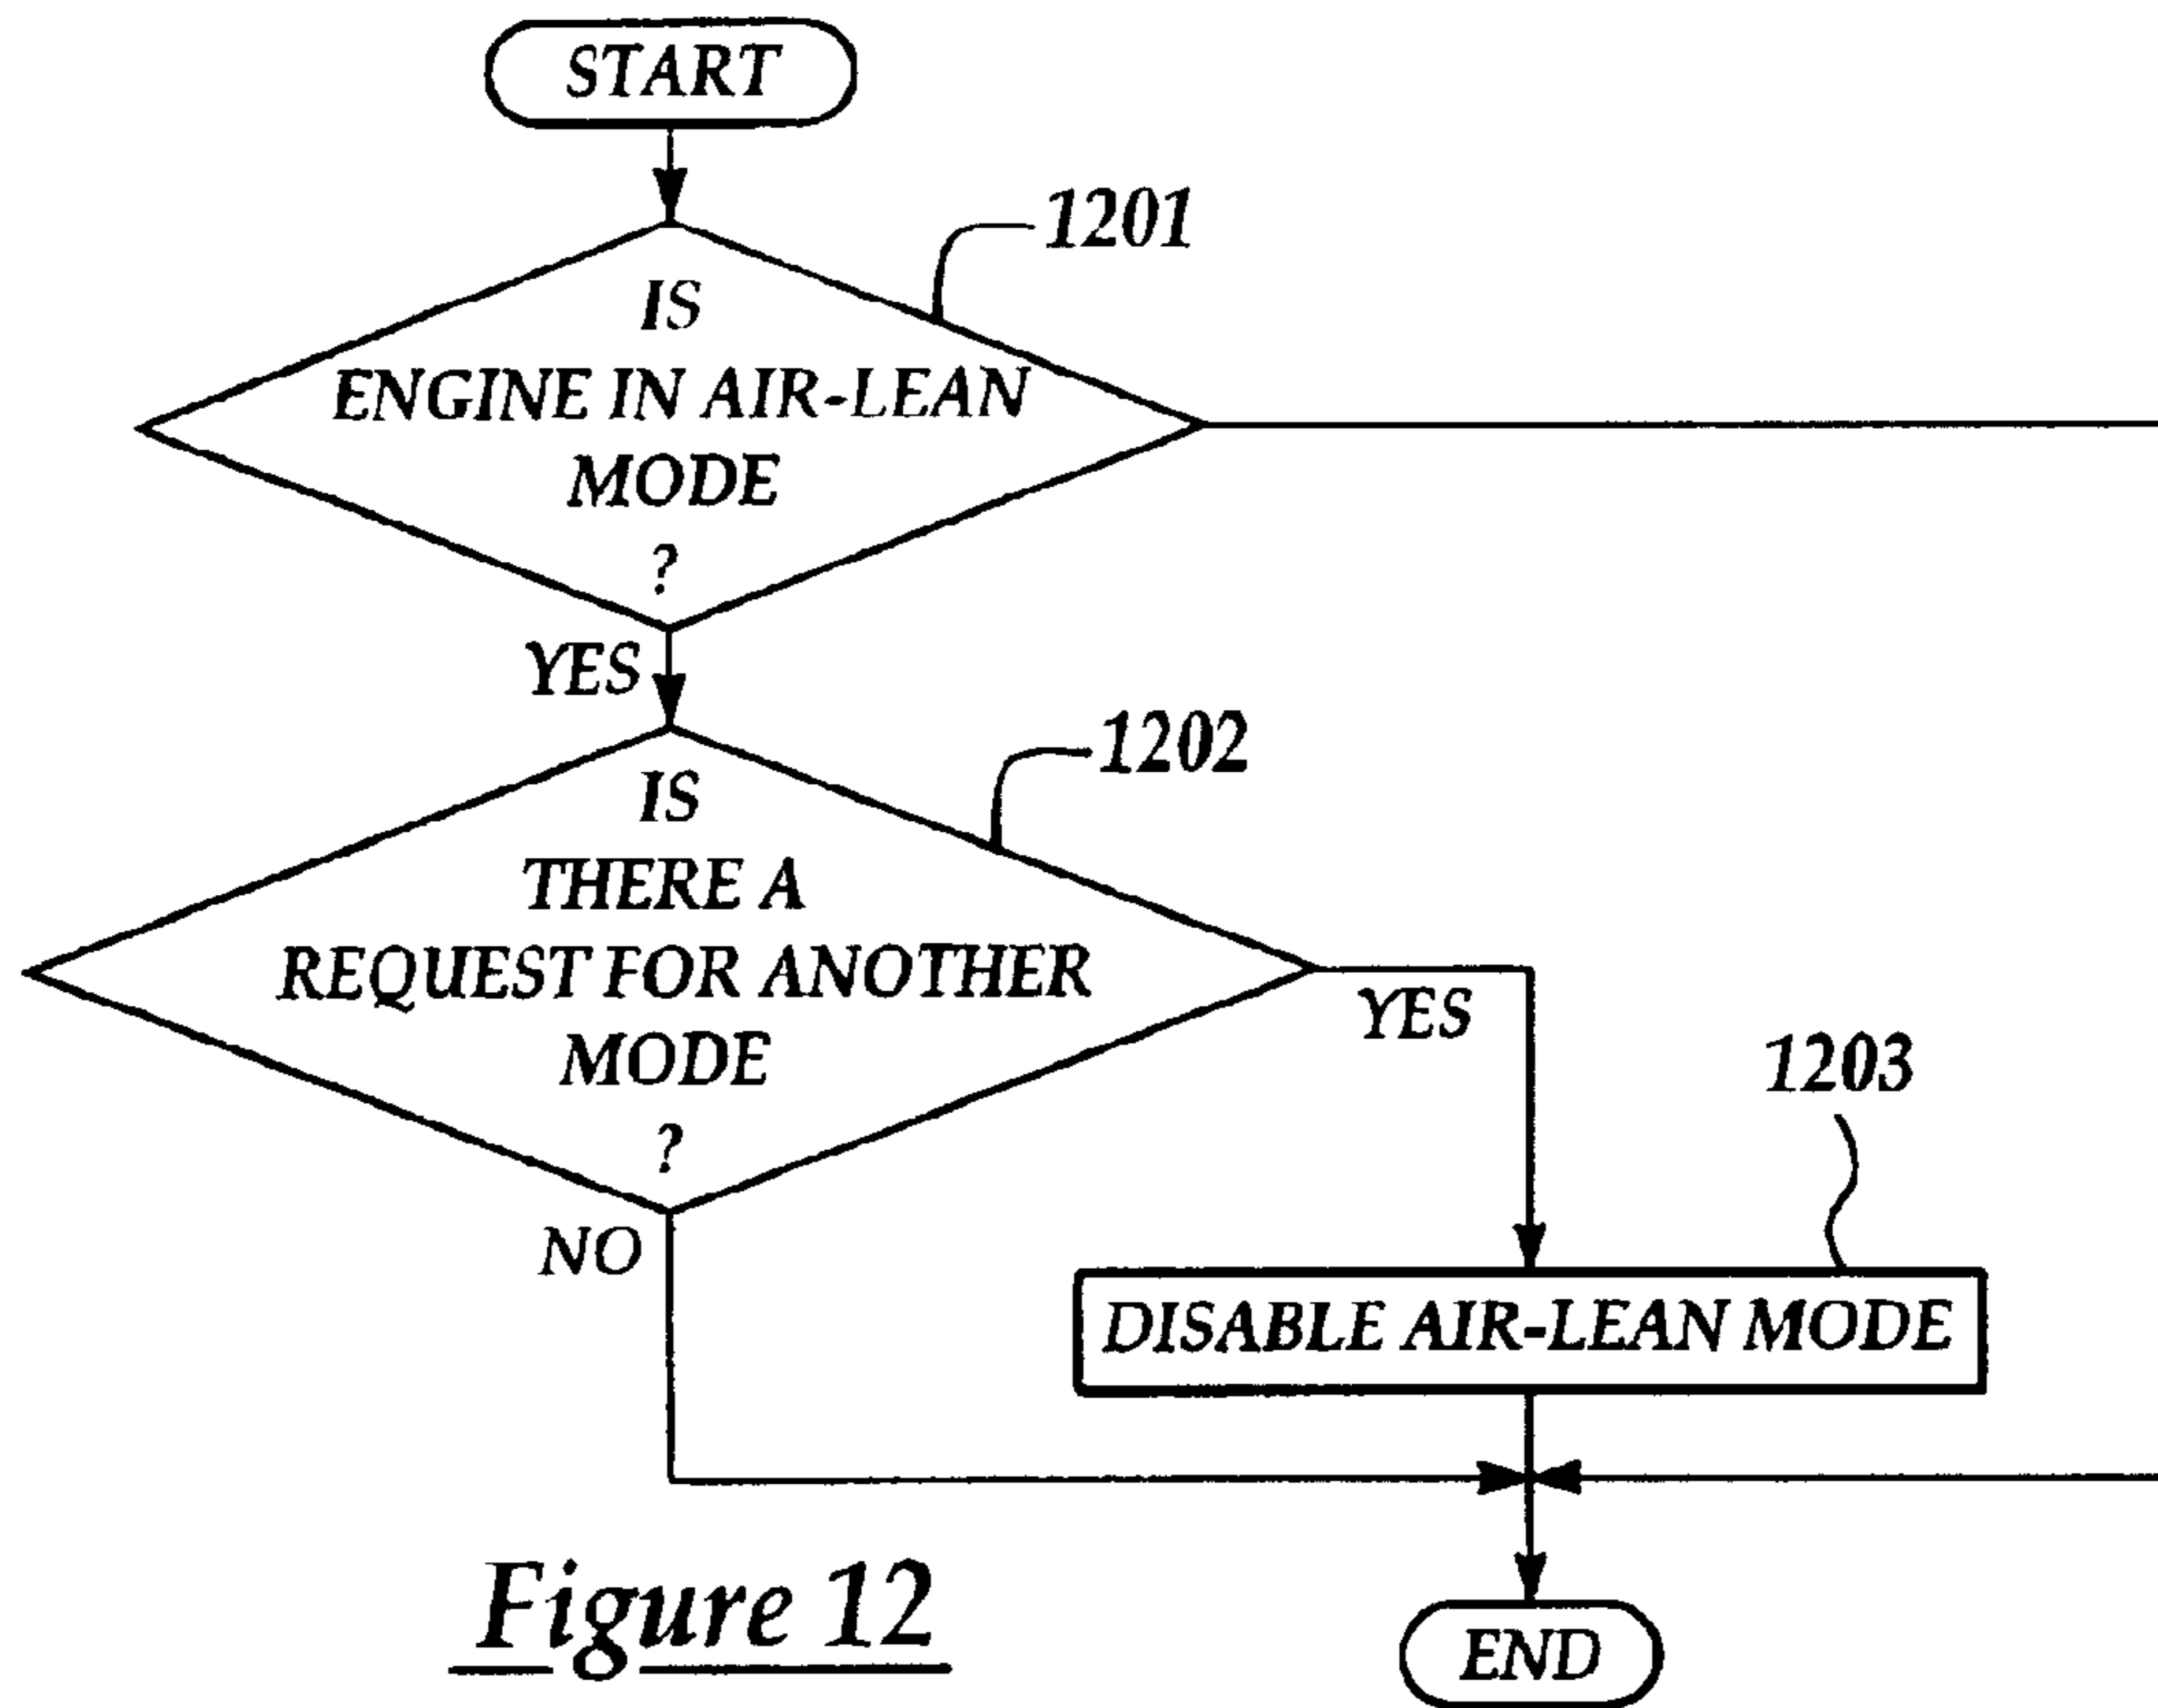 START
1201
IS
ENGINE IN AIR-LEAN
MODE
?
YES
1202
IS
THERE A
REQUEST FOR ANOTHER
MODE
?
YES
NO
1203
DISABLE AIR-LEAN MODE
END
Figure 12